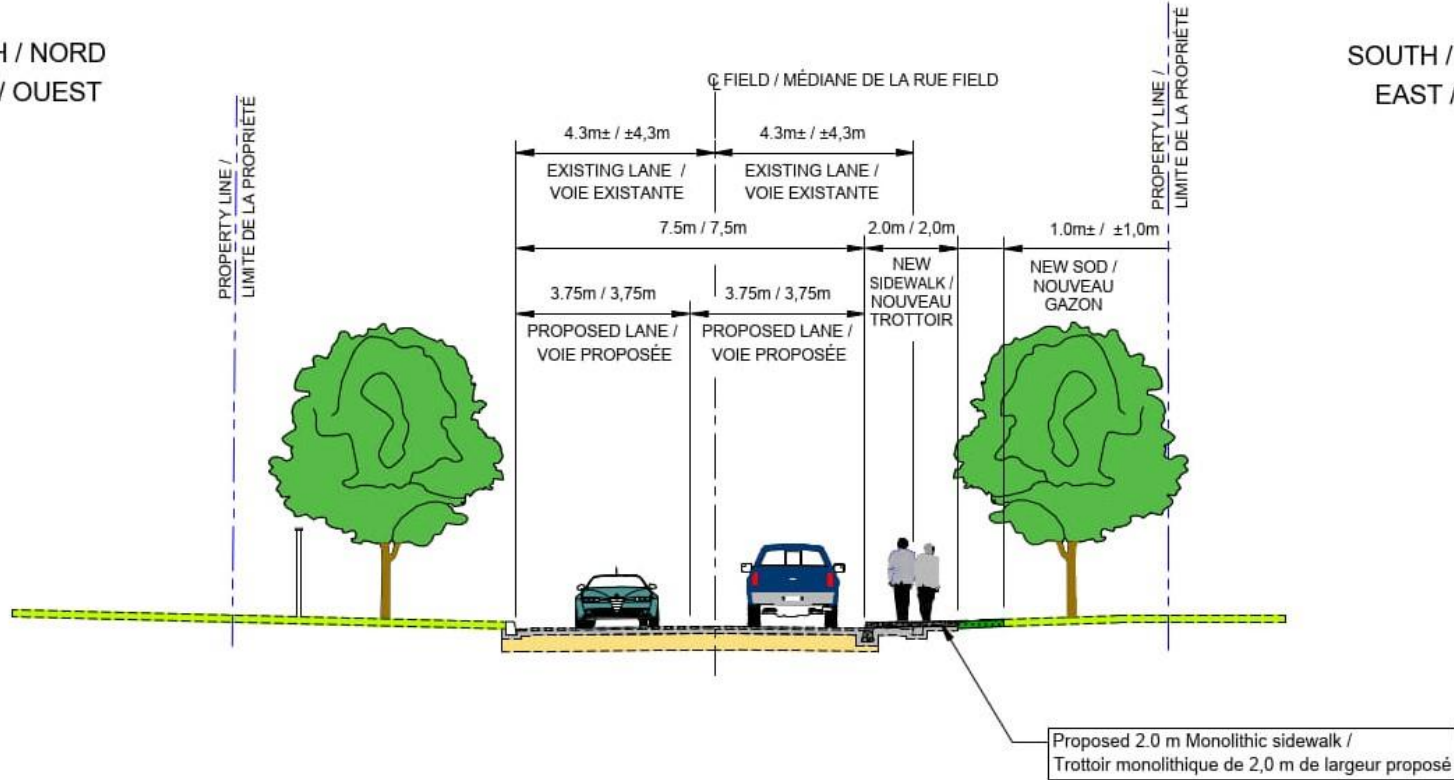 H / NORD
/ OUEST
SOUTH /
EAST /
PROPERTY LINE /
LIMITE DE LA PROPRIÉTÉ
PROPERTY LINE /
LIMITE DE LA PROPRIÉTÉ
℄ FIELD / MÉDIANE DE LA RUE FIELD
4.3m± / ±4,3m
4.3m± / ±4,3m
EXISTING LANE /
VOIE EXISTANTE
EXISTING LANE /
VOIE EXISTANTE
7.5m / 7,5m
2.0m / 2,0m
1.0m± / ±1,0m
NEW
SIDEWALK /
NOUVEAU
TROTTOIR
NEW SOD /
NOUVEAU
GAZON
3.75m / 3,75m
3.75m / 3,75m
PROPOSED LANE /
VOIE PROPOSÉE
PROPOSED LANE /
VOIE PROPOSÉE
Proposed 2.0 m Monolithic sidewalk /
Trottoir monolithique de 2,0 m de largeur proposé